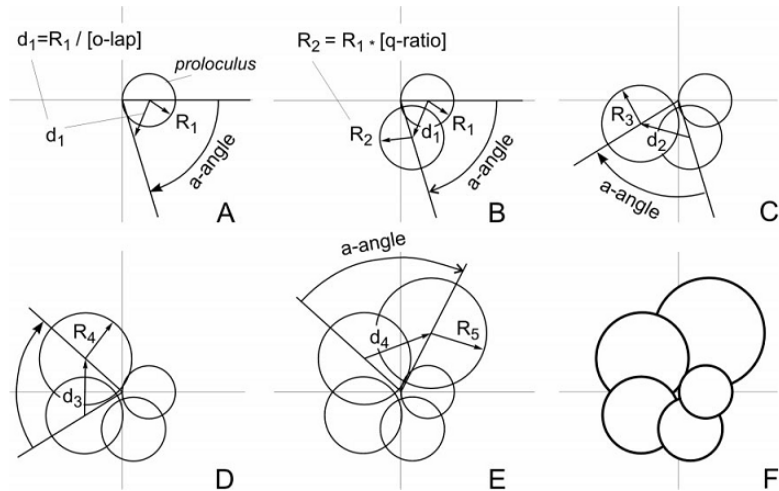 d₁=R₁ / [o-lap]
proloculus
R₁
d₁
a-angle
A
R₂ = R₁ * [q-ratio]
R₂
d₁
R₁
a-angle
B
R₃
d₂
a-angle
C
R₄
d₃
D
a-angle
d₄
R₅
E
F